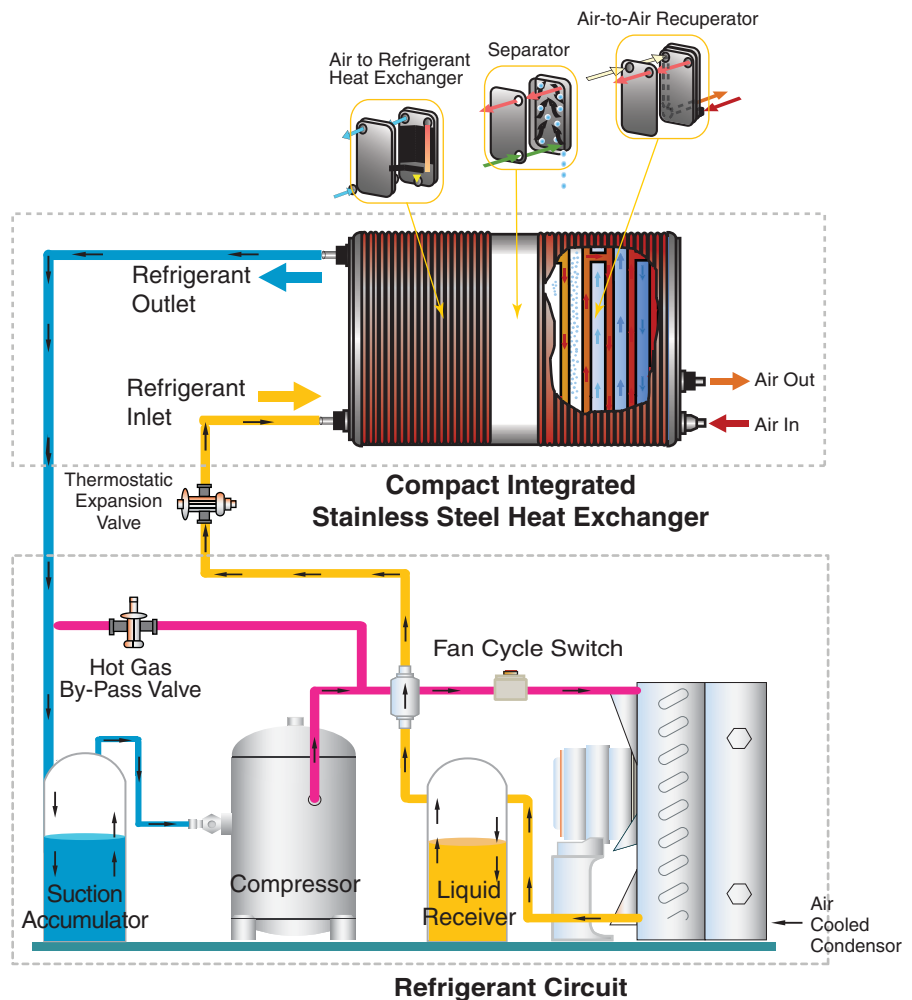 Air-to-Air Recuperator
Separator
Air to Refrigerant
Heat Exchanger
Refrigerant
Outlet
Refrigerant
Inlet
Air Out
Air In
Thermostatic
Expansion
Valve
Compact Integrated
Stainless Steel Heat Exchanger
Hot Gas
By-Pass Valve
Fan Cycle Switch
Suction
Accumulator
Compressor
Liquid
Receiver
Air
Cooled
Condensor
Refrigerant Circuit